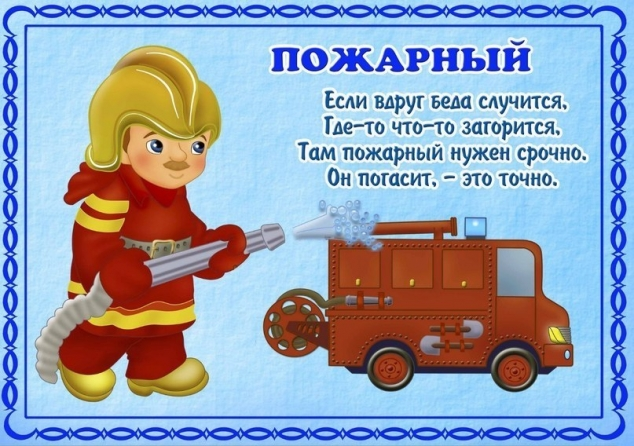 ПОЖАРНЫЙ
Если вдруг беда случится,
Где-то что-то загорится,
Там пожарный нужен срочно.
Он погасит, – это точно.